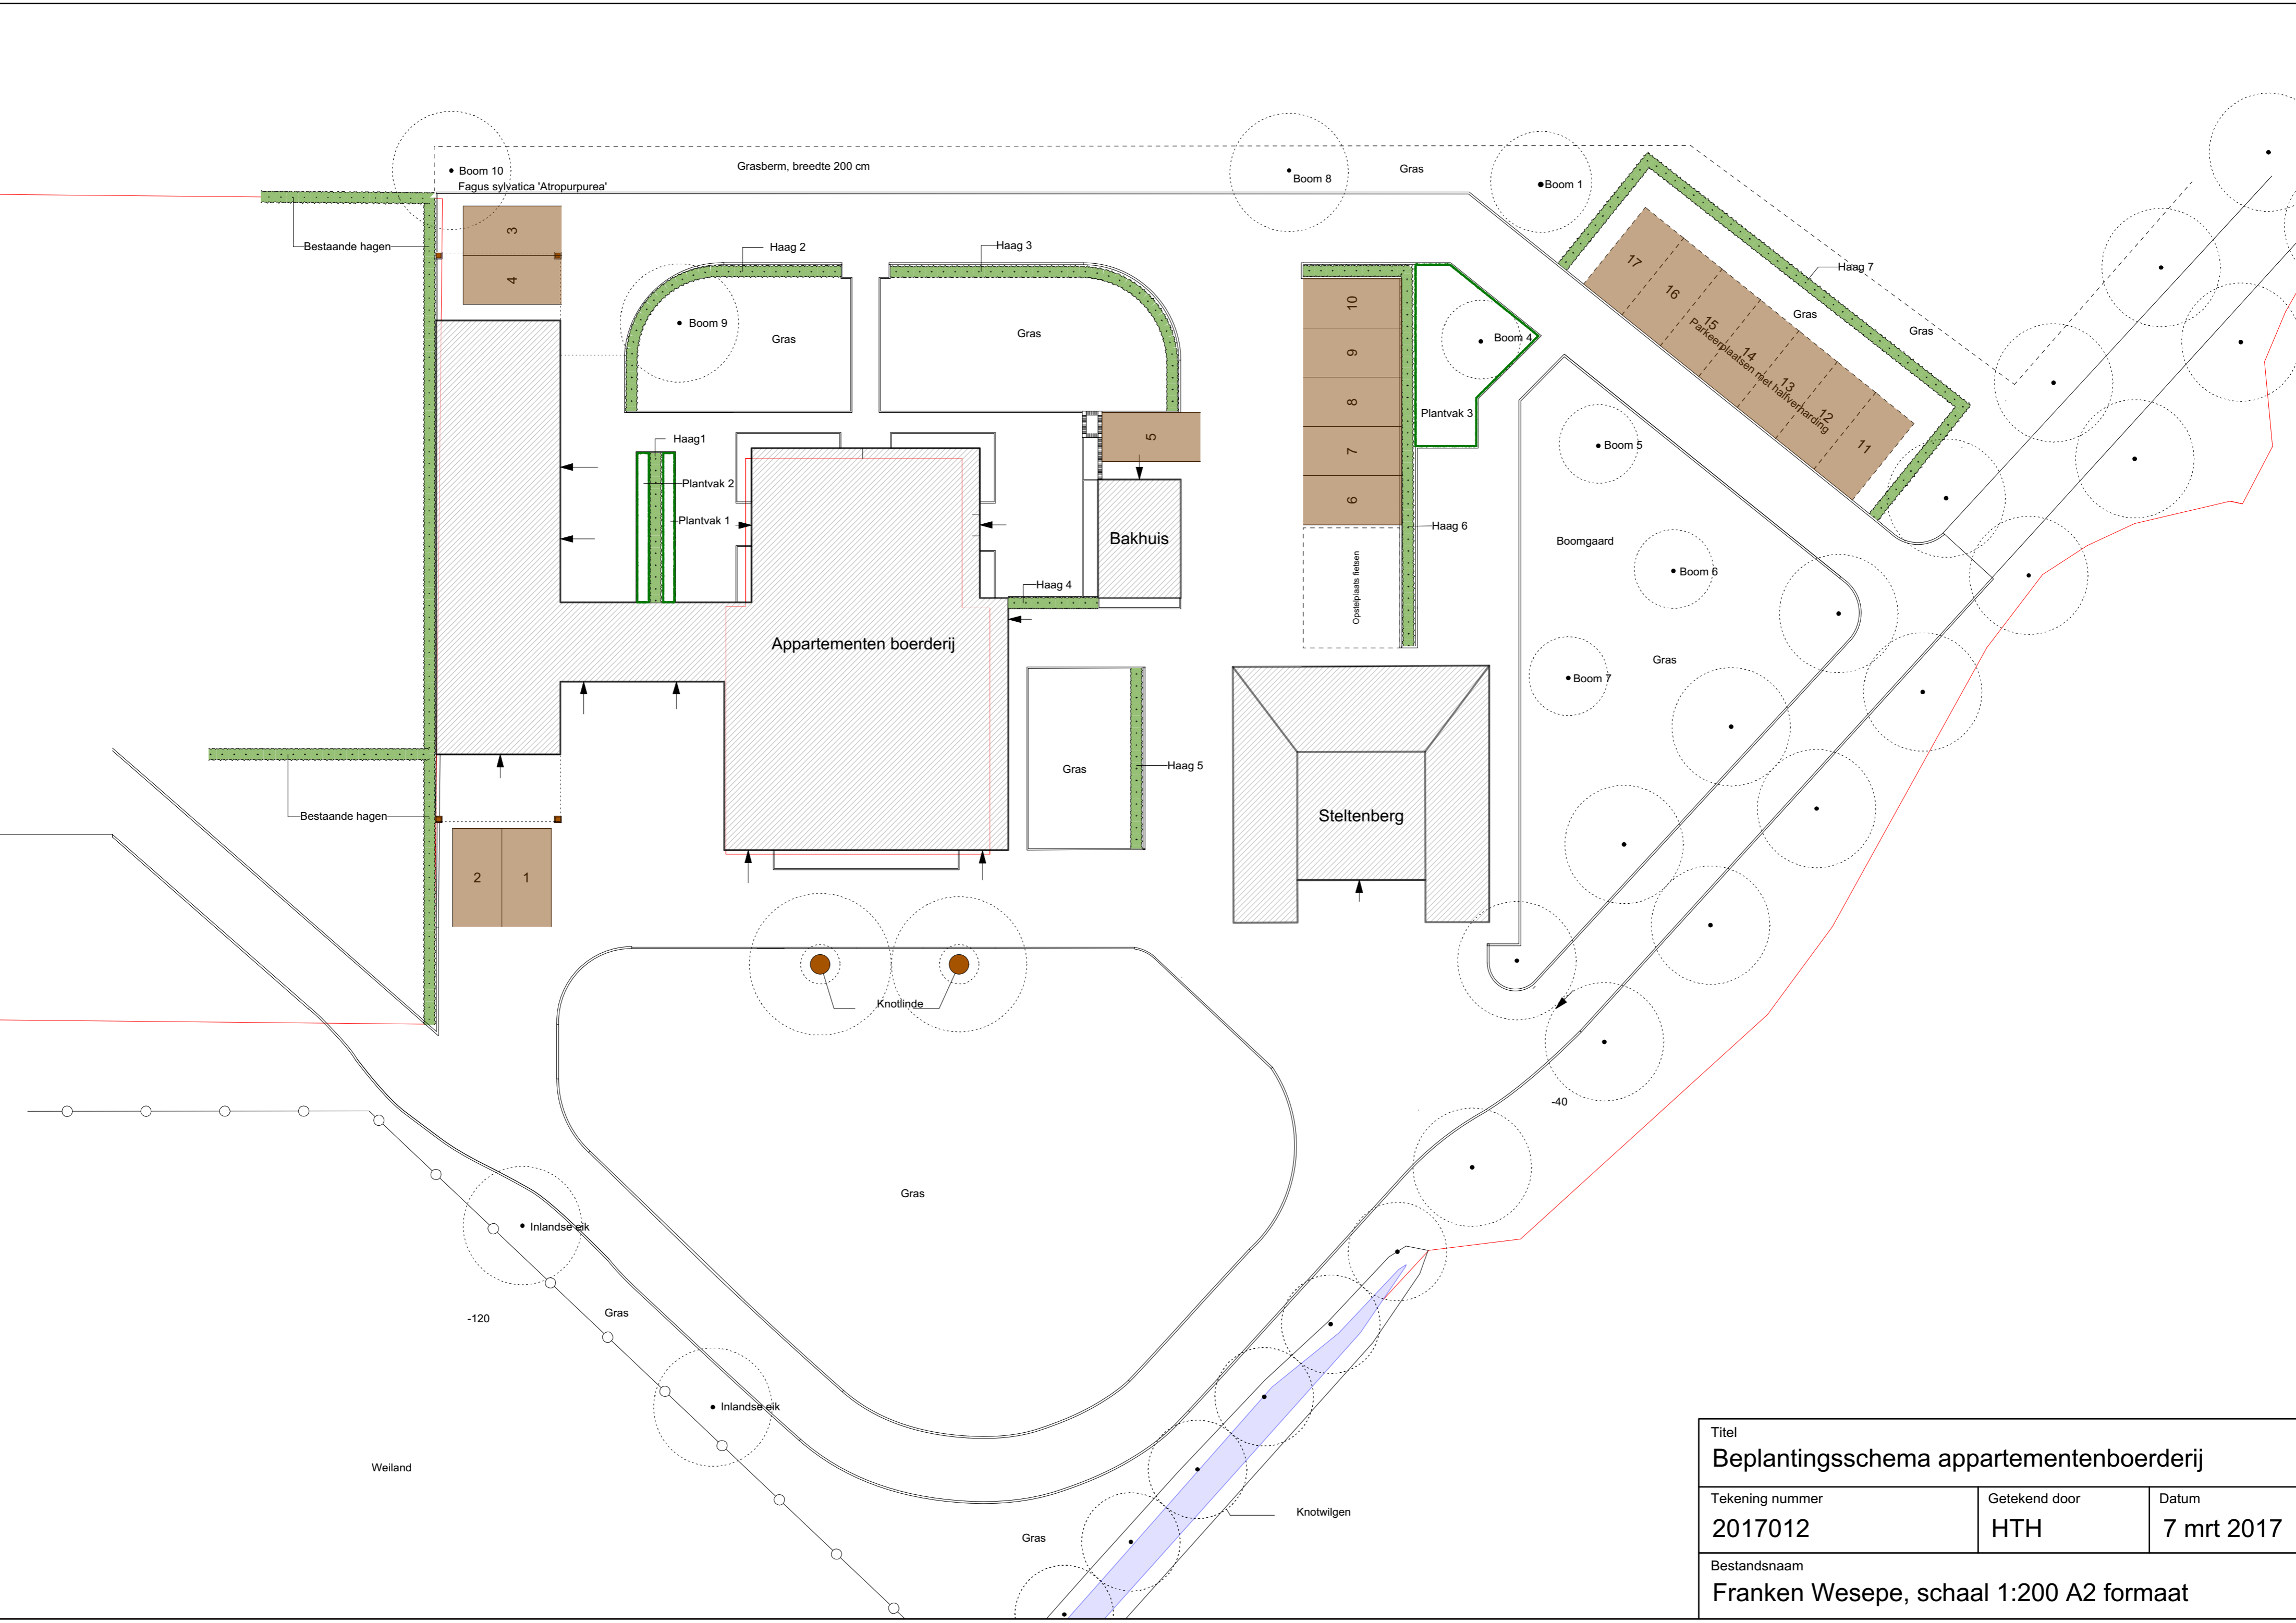 Grasberm, breedte 200 cm
Boom 10
Fagus sylvatica 'Atropurpurea'
Boom 8
Gras
Boom 1
Bestaande hagen
3
4
Haag 2
Haag 3
Haag 7
Boom 9
Gras
Gras
10
9
8
7
6
Boom 4
Plantvak 3
17
16
15
14
13
12
11
Parkeerplaatsen met halfverharding
Gras
Gras
Haag1
Plantvak 2
Plantvak 1
5
Bakhuis
Haag 4
Haag 6
Opstelplaats fietsen
Boom 5
Boomgaard
Boom 6
Boom 7
Gras
Appartementen boerderij
Gras
Haag 5
Steltenberg
Bestaande hagen
2
1
Knotlinde
-40
Gras
Inlandse eik
-120
Gras
Inlandse eik
Weiland
Gras
Knotwilgen
Titel
Beplantingsschema appartementenboerderij
Tekening nummer
2017012
Getekend door
HTH
Datum
7 mrt 2017
Bestandsnaam
Franken Wesepe, schaal 1:200 A2 formaat